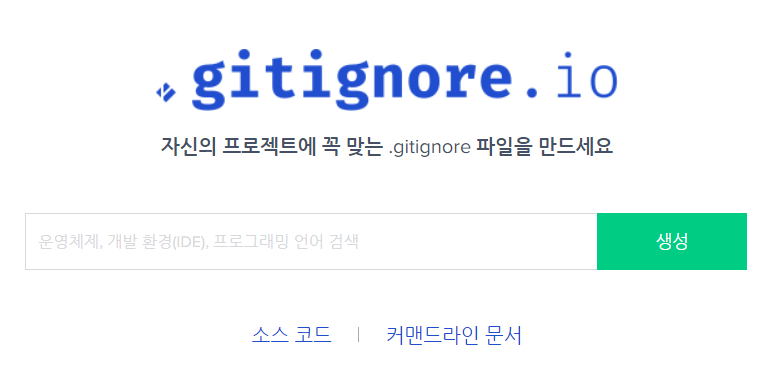 gitignore.io
자신의 프로젝트에 꼭 맞는 .gitignore 파일을 만드세요
운영체제, 개발 환경(IDE), 프로그래밍 언어 검색
생성
소스 코드 | 커맨드라인 문서